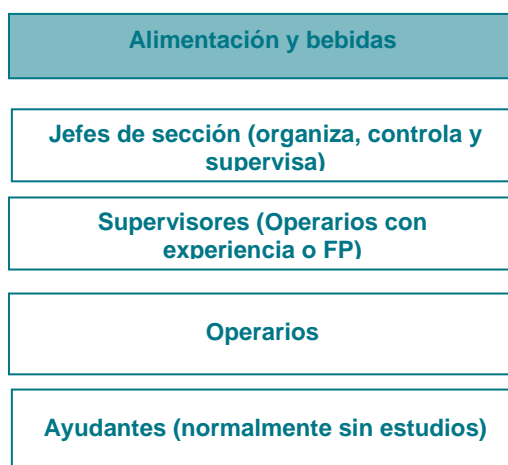 Alimentación y bebidas
Jefes de sección (organiza, controla y
supervisa)
Supervisores (Operarios con
experiencia o FP)
Operarios
Ayudantes (normalmente sin estudios)